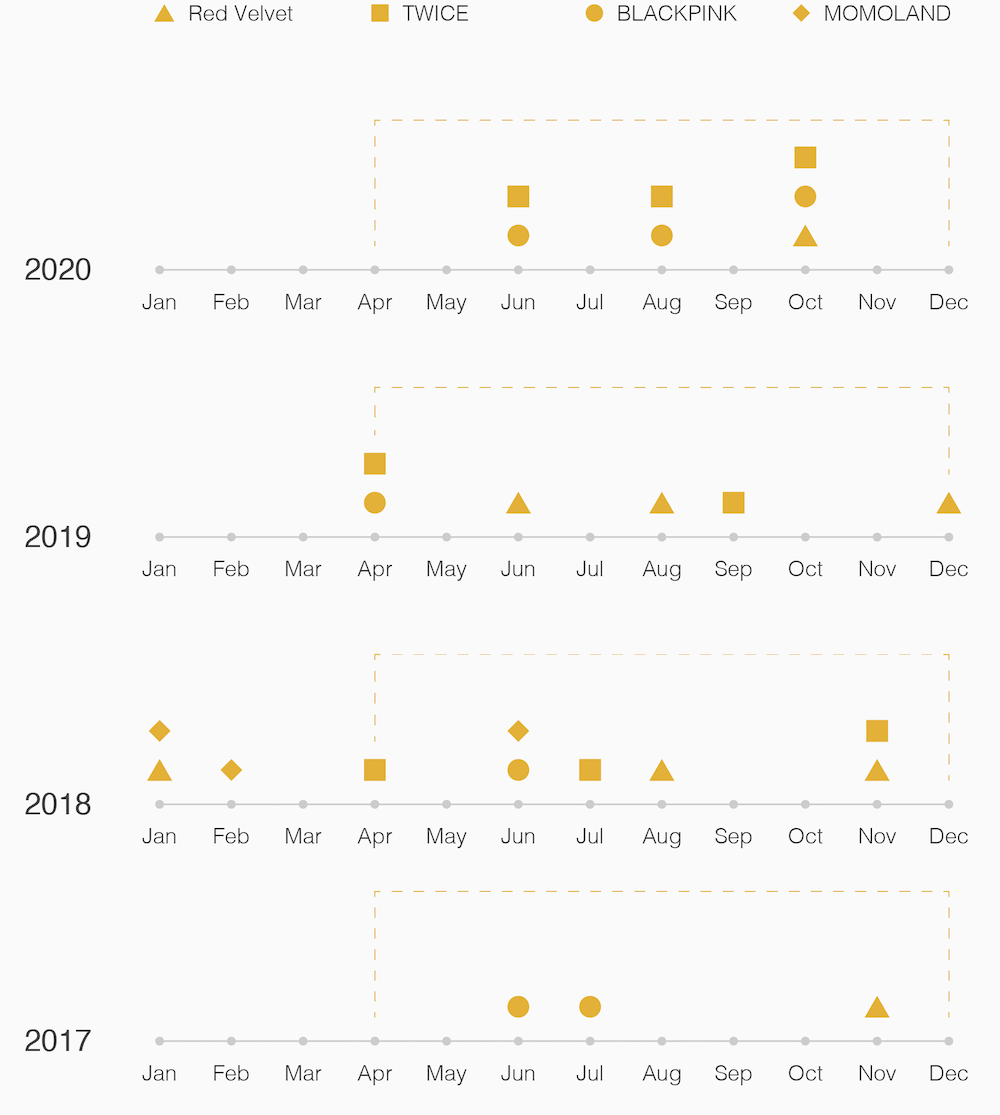 Red Velvet TWICE BLACKPINK MOMOLAND
2020
Jan Feb Mar Apr May Jun Jul Aug Sep Oct Nov Dec
2019
Jan Feb Mar Apr May Jun Jul Aug Sep Oct Nov Dec
2018
Jan Feb Mar Apr May Jun Jul Aug Sep Oct Nov Dec
2017
Jan Feb Mar Apr May Jun Jul Aug Sep Oct Nov Dec